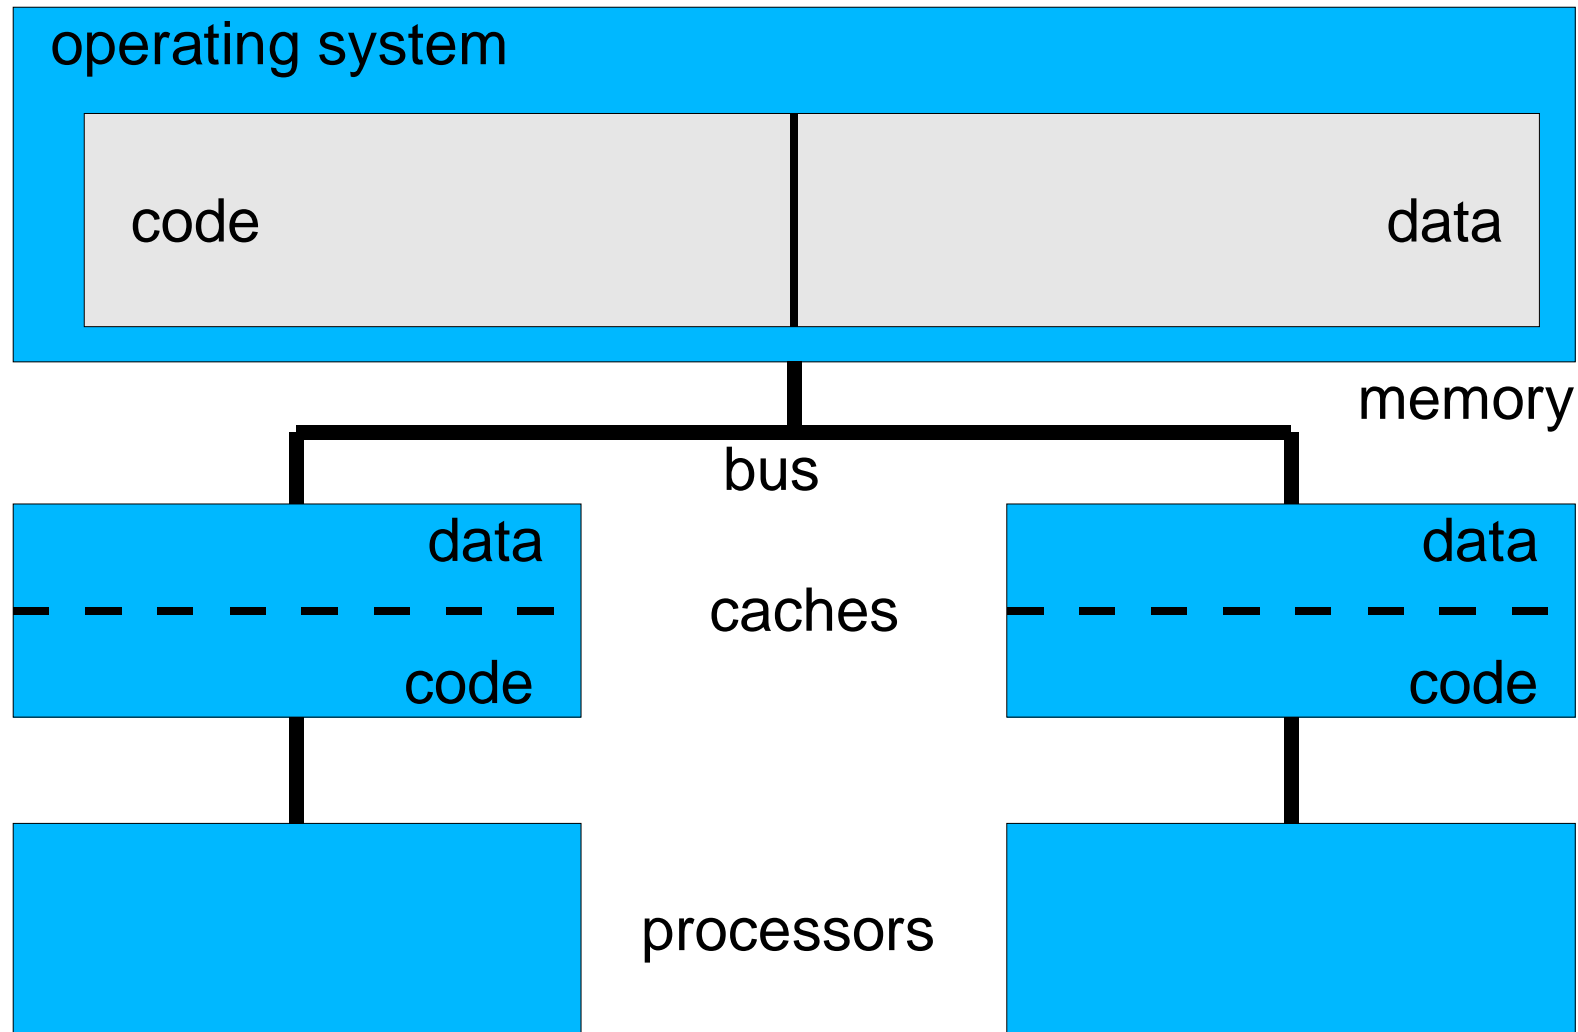 operating system
code
data
memory
bus
data
data
caches
code
code
processors